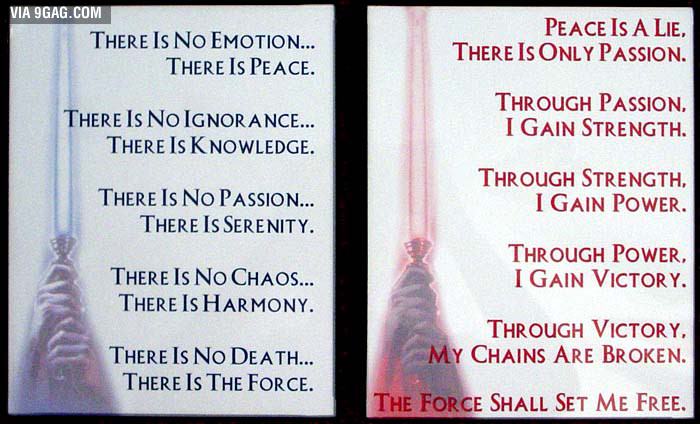 VIA 9GAG.COM
THERE IS NO EMOTION...
THERE IS PEACE.
THERE IS NO IGNORANCE...
THERE IS KNOWLEDGE.
THERE IS NO PASSION...
THERE IS SERENITY.
THERE IS NO CHAOS...
THERE IS HARMONY.
THERE IS NO DEATH...
THERE IS THE FORCE.
PEACE IS A LIE,
THERE IS ONLY PASSION.
THROUGH PASSION,
I GAIN STRENGTH.
THROUGH STRENGTH,
I GAIN POWER.
THROUGH POWER,
I GAIN VICTORY.
THROUGH VICTORY,
MY CHAINS ARE BROKEN.
THE FORCE SHALL SET ME FREE.